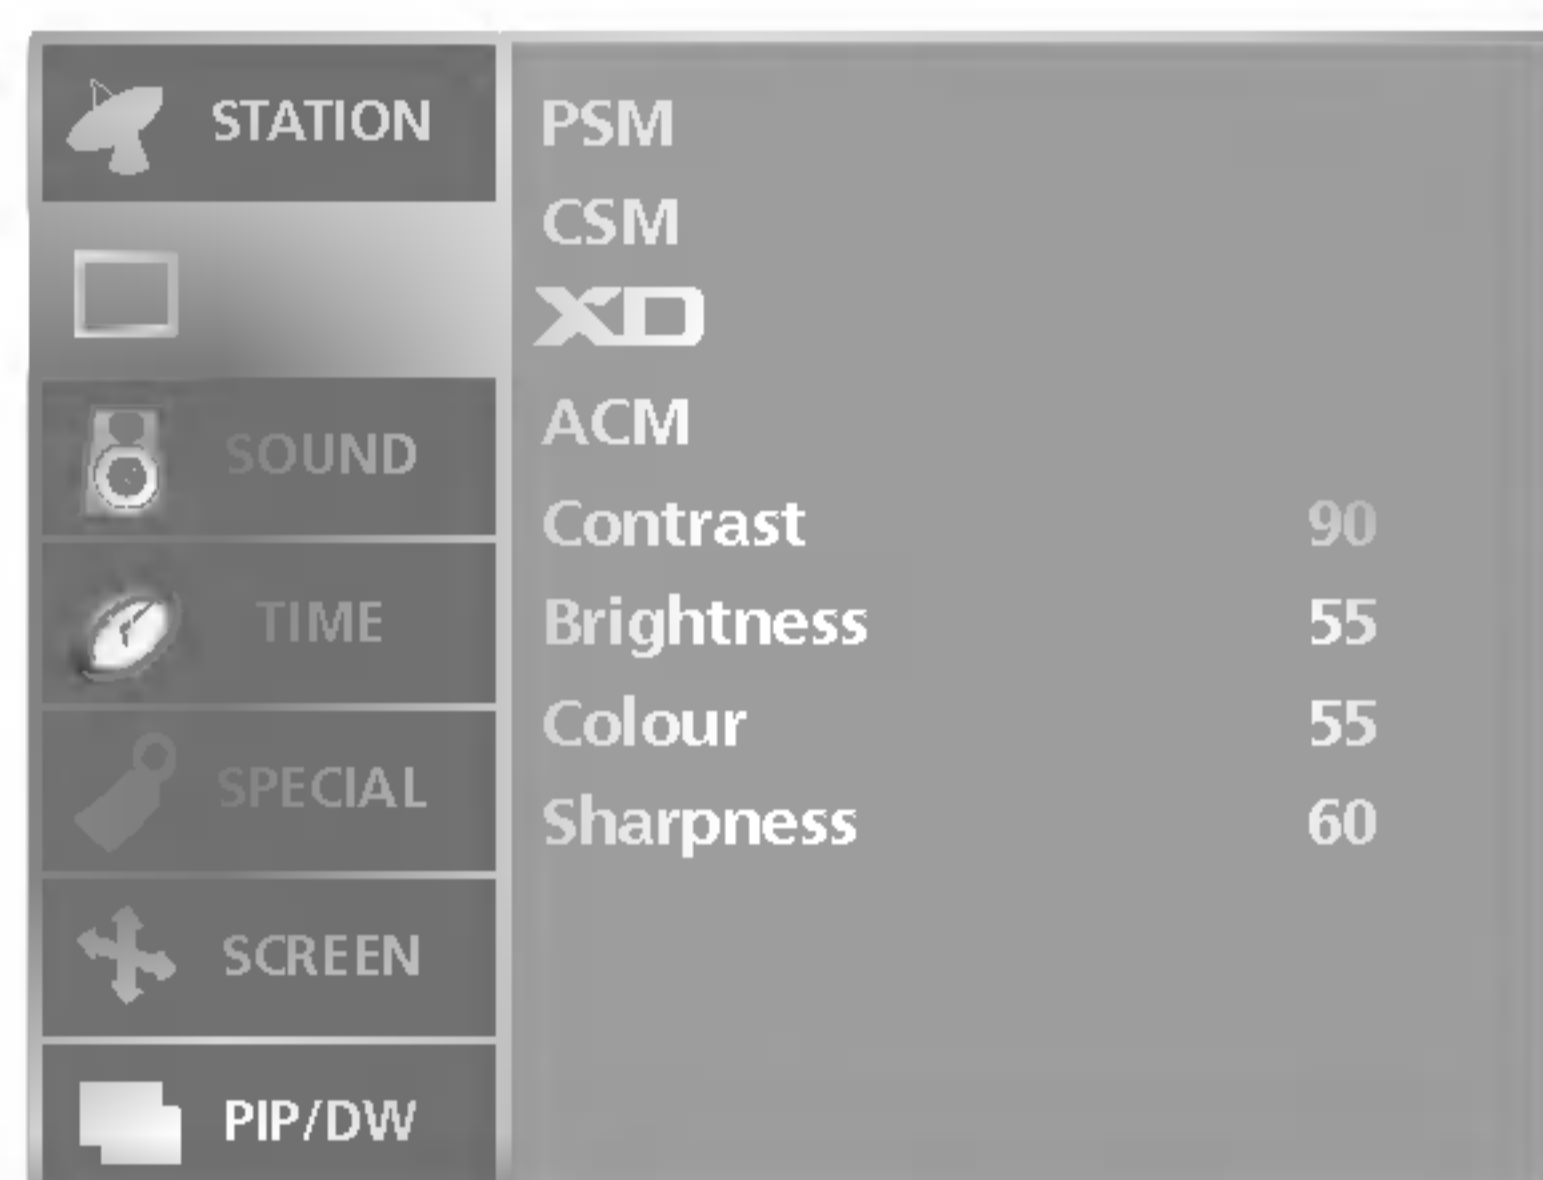 STATION
SOUND
TIME
SPECIAL
SCREEN
PIP/DW
PSM
CSM
XD
ACM
Contrast 90
Brightness 55
Colour 55
Sharpness 60